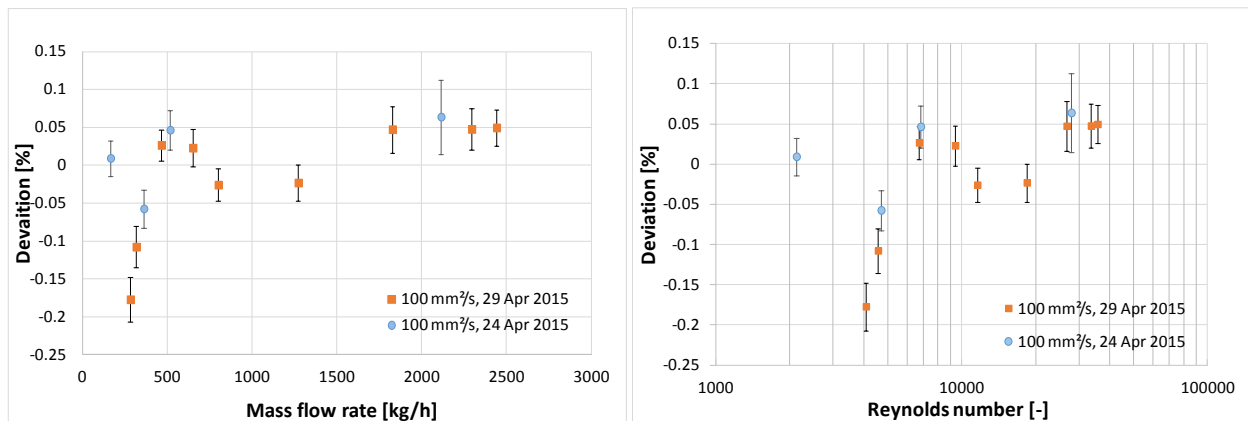 0.15
0.1
0.05
0
-0.05
-0.1
-0.15
-0.2
-0.25
Devaition [%]
100 mm²/s, 29 Apr 2015
100 mm²/s, 24 Apr 2015
0 500 1000 1500 2000 2500 3000
Mass flow rate [kg/h]
0.15
0.1
0.05
0
-0.05
-0.1
-0.15
-0.2
-0.25
Deviation [%]
100 mm²/s, 29 Apr 2015
100 mm²/s, 24 Apr 2015
1000 10000 100000
Reynolds number [-]